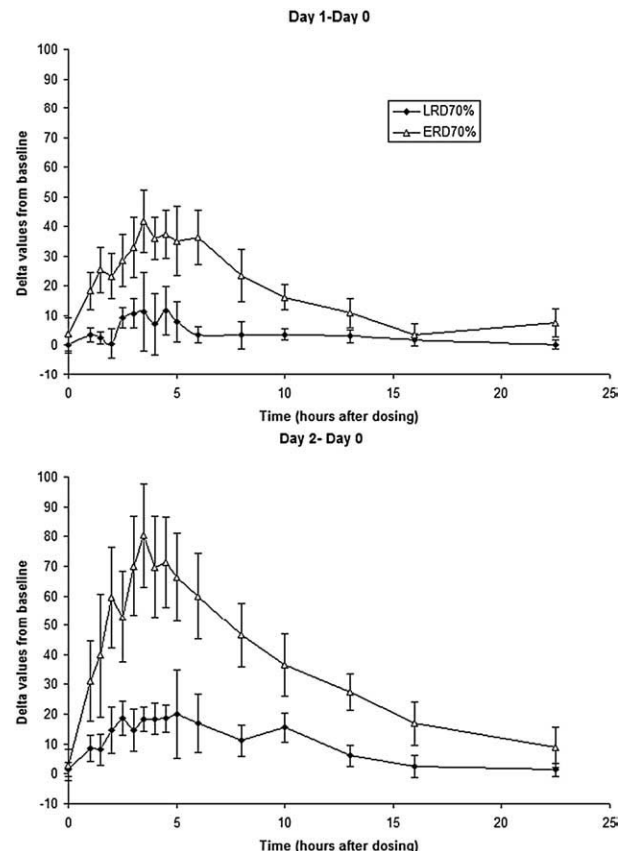 Day 1-Day 0
100
90
80
70
60
50
40
30
20
10
0
-10
Delta values from baseline
LRD70%
ERD70%
0 5 10 15 20 25
Time (hours after dosing)
Day 2- Day 0
100
90
80
70
60
50
40
30
20
10
0
-10
Delta values from baseline
0 5 10 15 20 25
Time (hours after dosing)